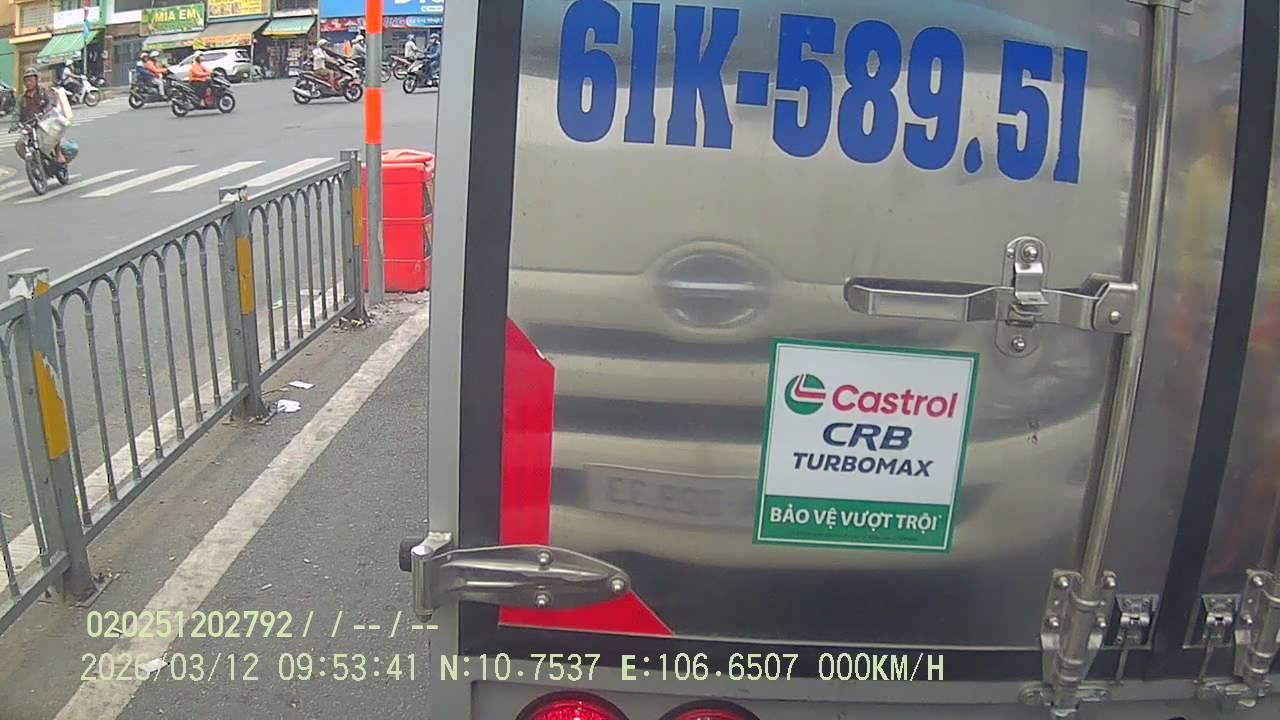 MIA EM
61K-589.51
Castrol
CRB
TURBOMAX
BẢO VỆ VƯỢT TRỘI
020251202792 / / -- / --
2026/03/12 09:53:41 N:10.7537 E:106.6507 000KM/H